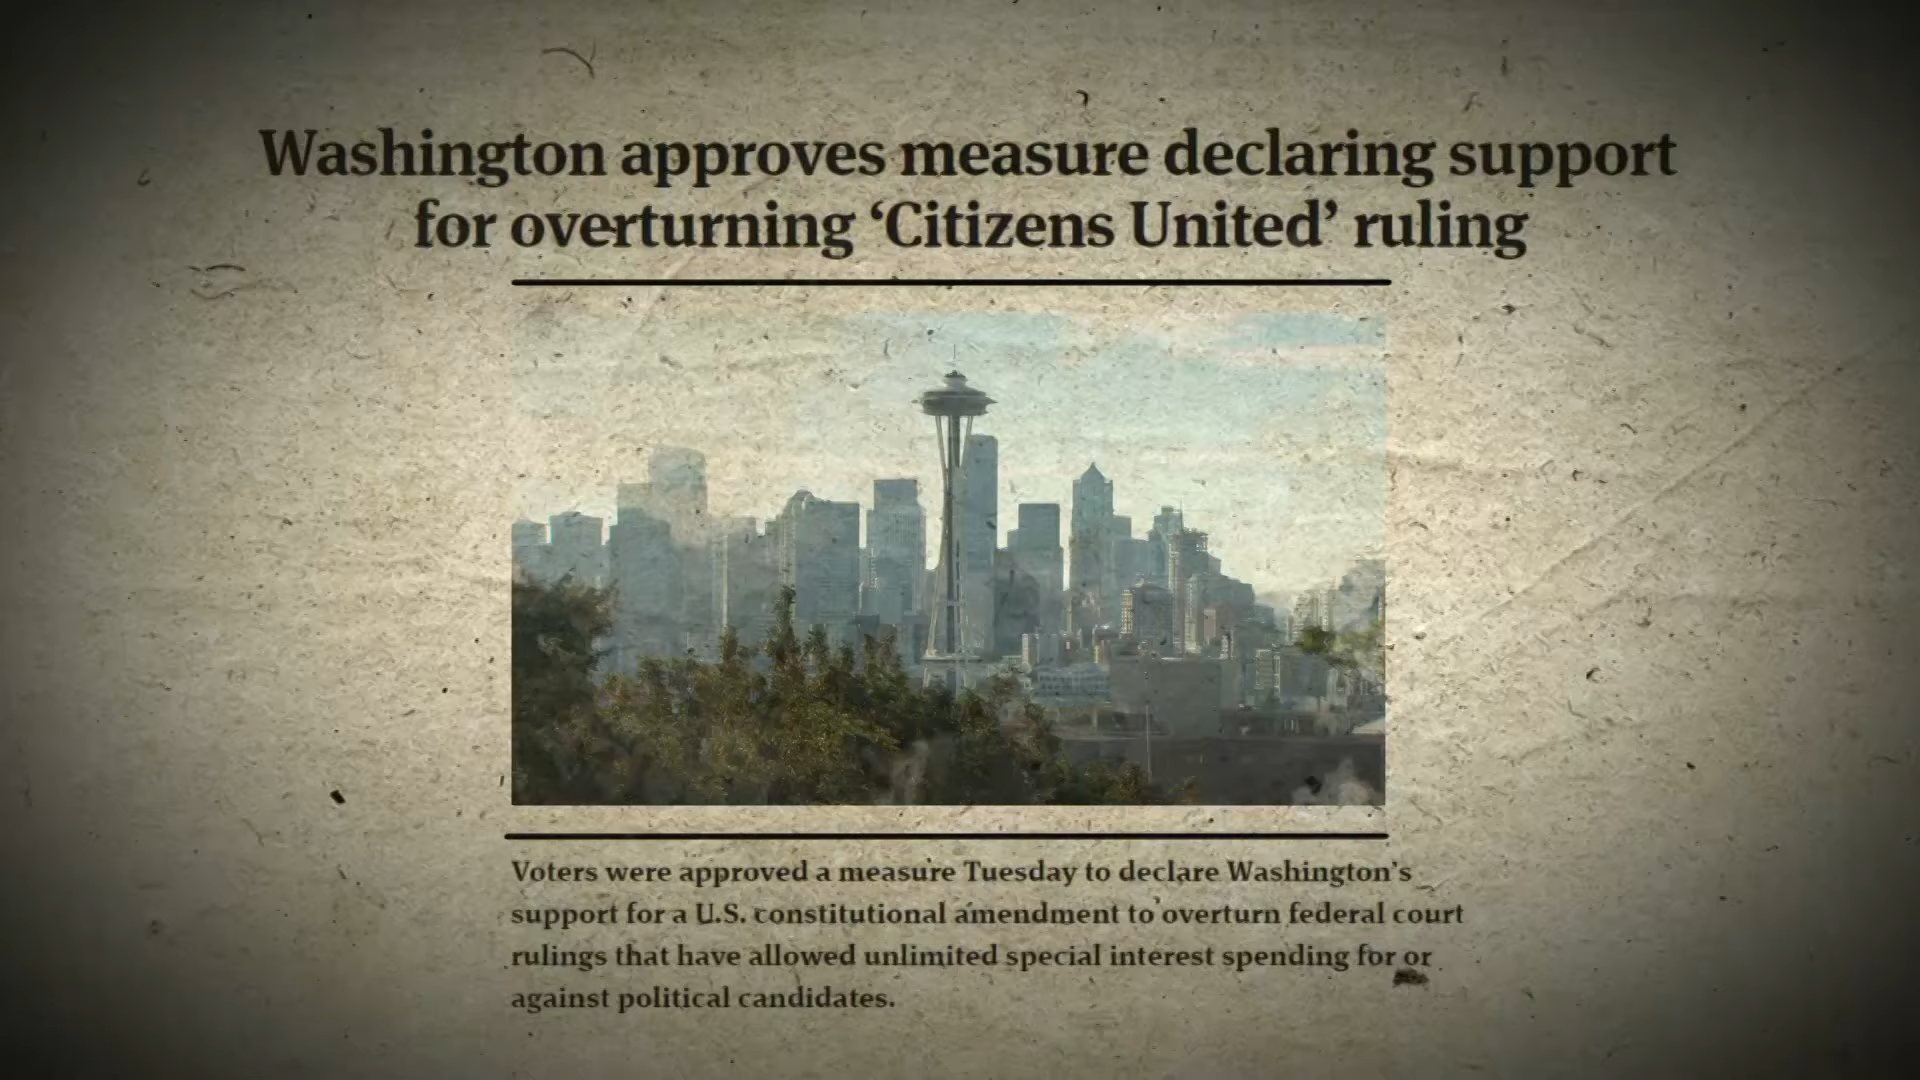 Washington approves measure declaring support
for overturning ‘Citizens United’ ruling
Voters were approved a measure Tuesday to declare Washington's
support for a U.S. constitutional amendment to overturn federal court
rulings that have allowed unlimited special interest spending for or
against political candidates.